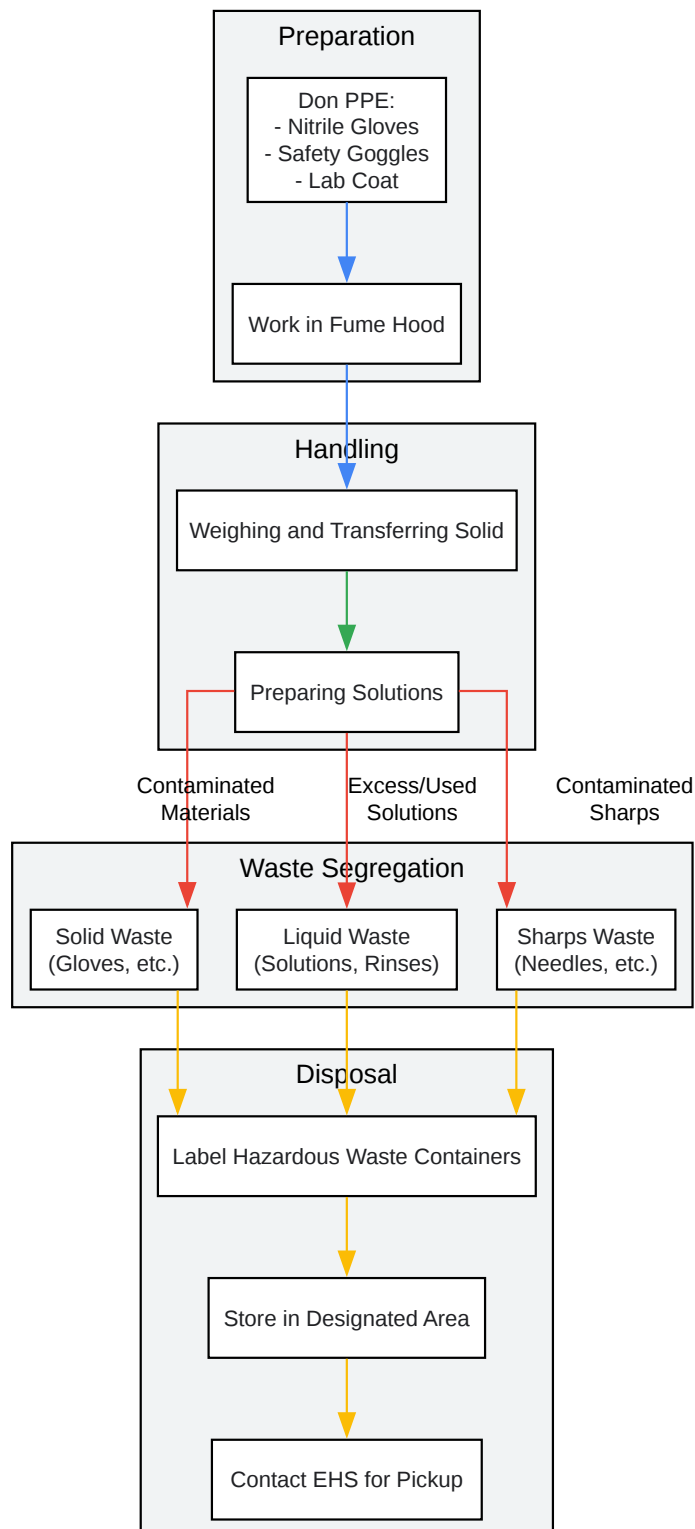 Preparation
Don PPE:
- Nitrile Gloves
- Safety Goggles
- Lab Coat
Work in Fume Hood
Handling
Weighing and Transferring Solid
Preparing Solutions
Contaminated
Materials
Excess/Used
Solutions
Contaminated
Sharps
Waste Segregation
Solid Waste
(Gloves, etc.)
Liquid Waste
(Solutions, Rinses)
Sharps Waste
(Needles, etc.)
Disposal
Label Hazardous Waste Containers
Store in Designated Area
Contact EHS for Pickup